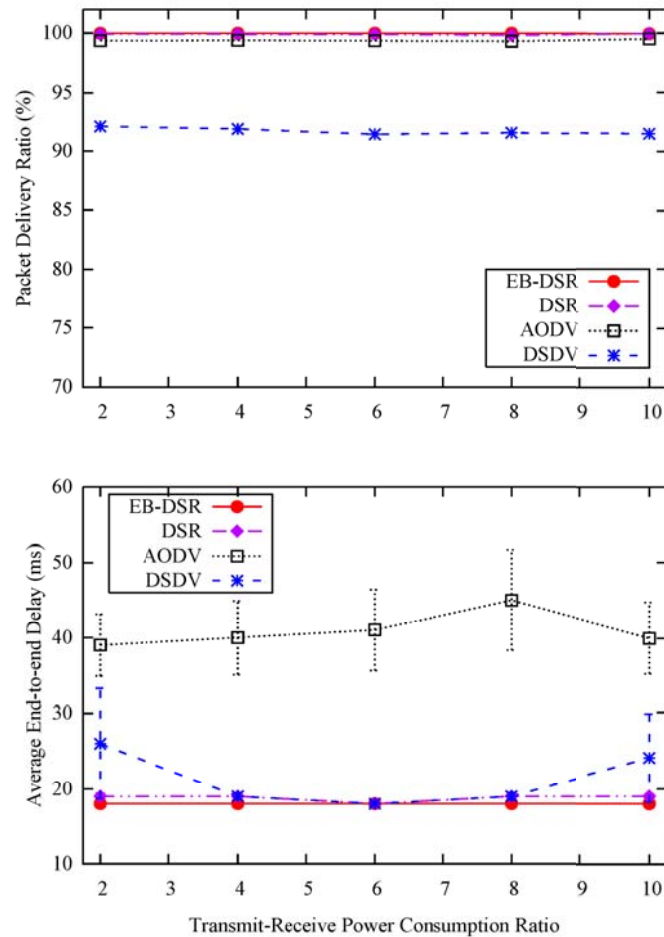 Packet Delivery Ratio (%)
100
95
90
85
80
75
70
EB-DSR
DSR
AODV
DSDV
2 3 4 5 6 7 8 9 10
Average End-to-end Delay (ms)
60
50
40
30
20
10
EB-DSR
DSR
AODV
DSDV
2 3 4 5 6 7 8 9 10
Transmit-Receive Power Consumption Ratio